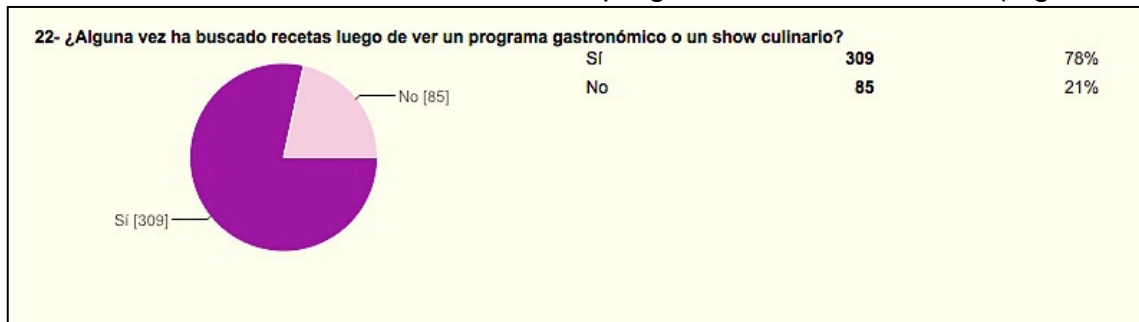 22- ¿Alguna vez ha buscado recetas luego de ver un programa gastronómico o un show culinario?
Sí 309 78%
No 85 21%
No [85]
Sí [309]